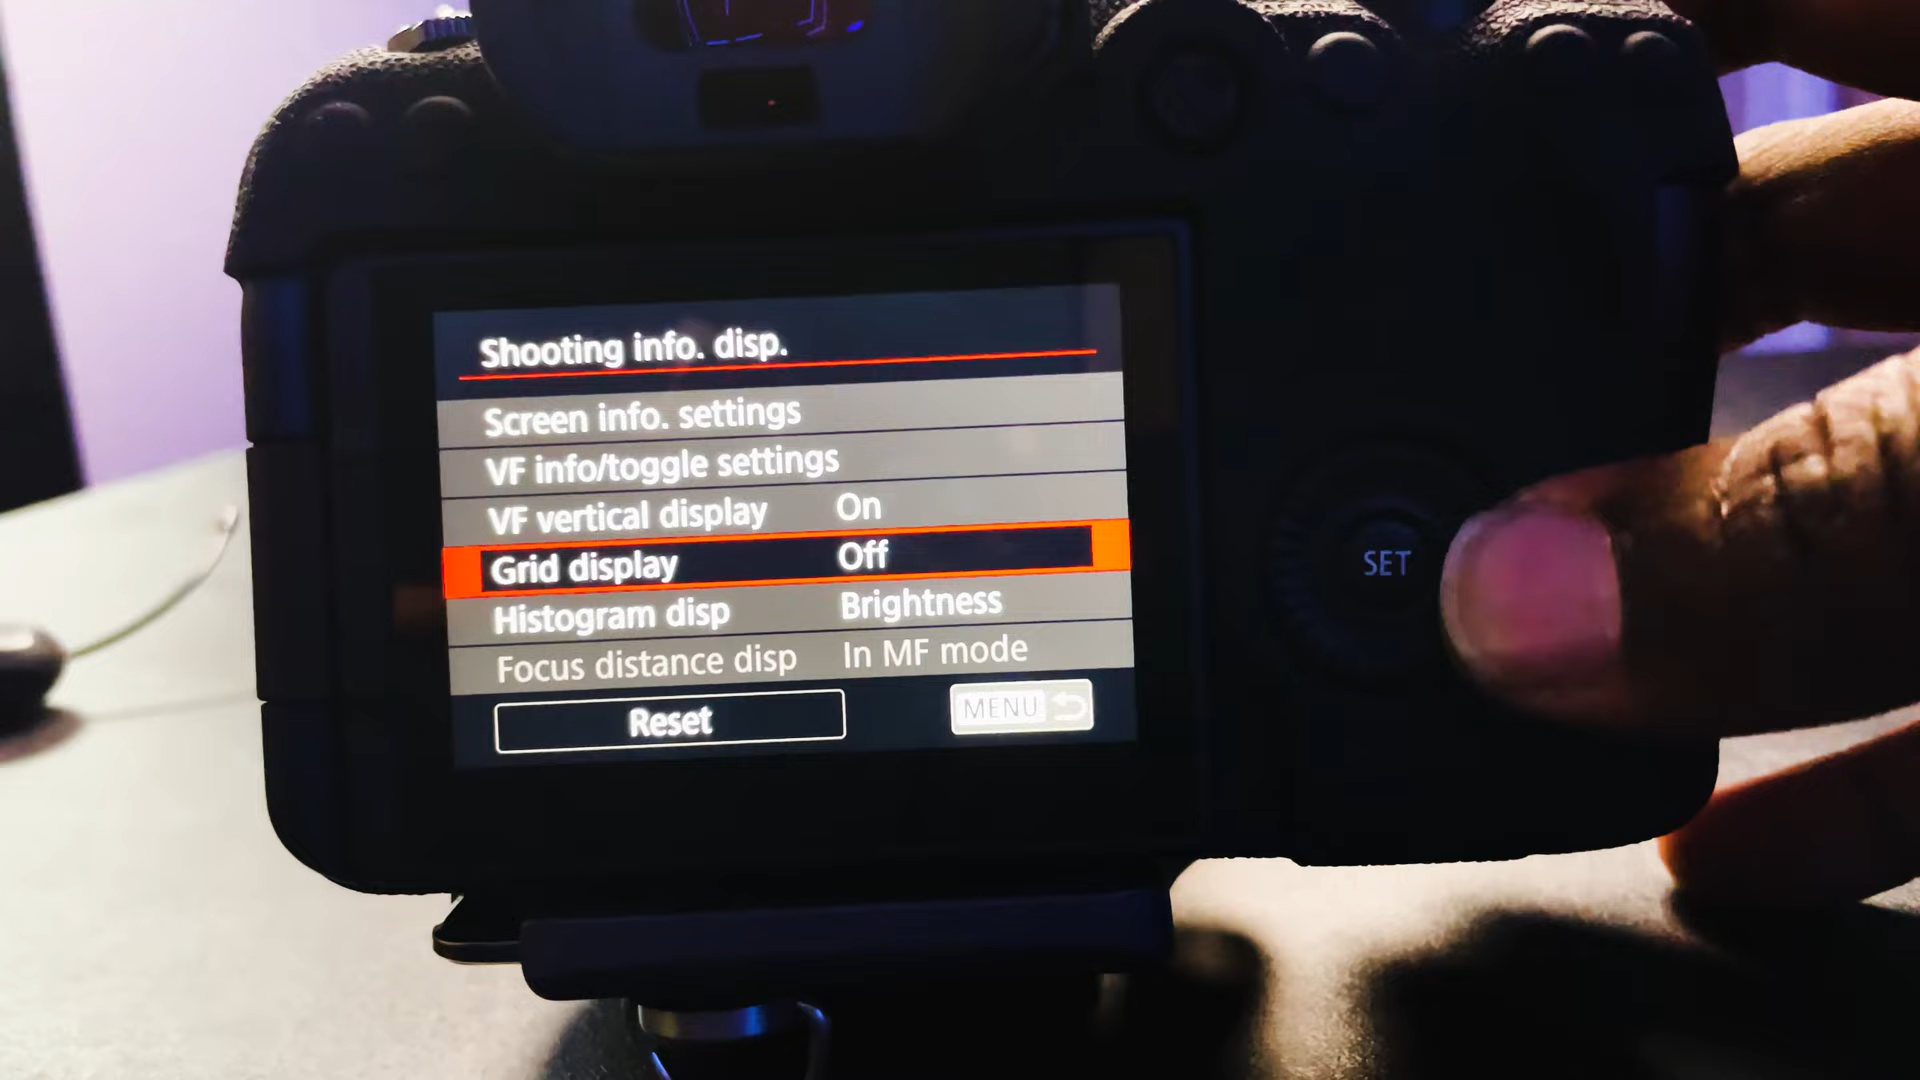 Shooting info. disp.
Screen info. settings
VF info/toggle settings
VF vertical display On
Grid display Off
Histogram disp Brightness
Focus distance disp In MF mode
Reset MENU
SET